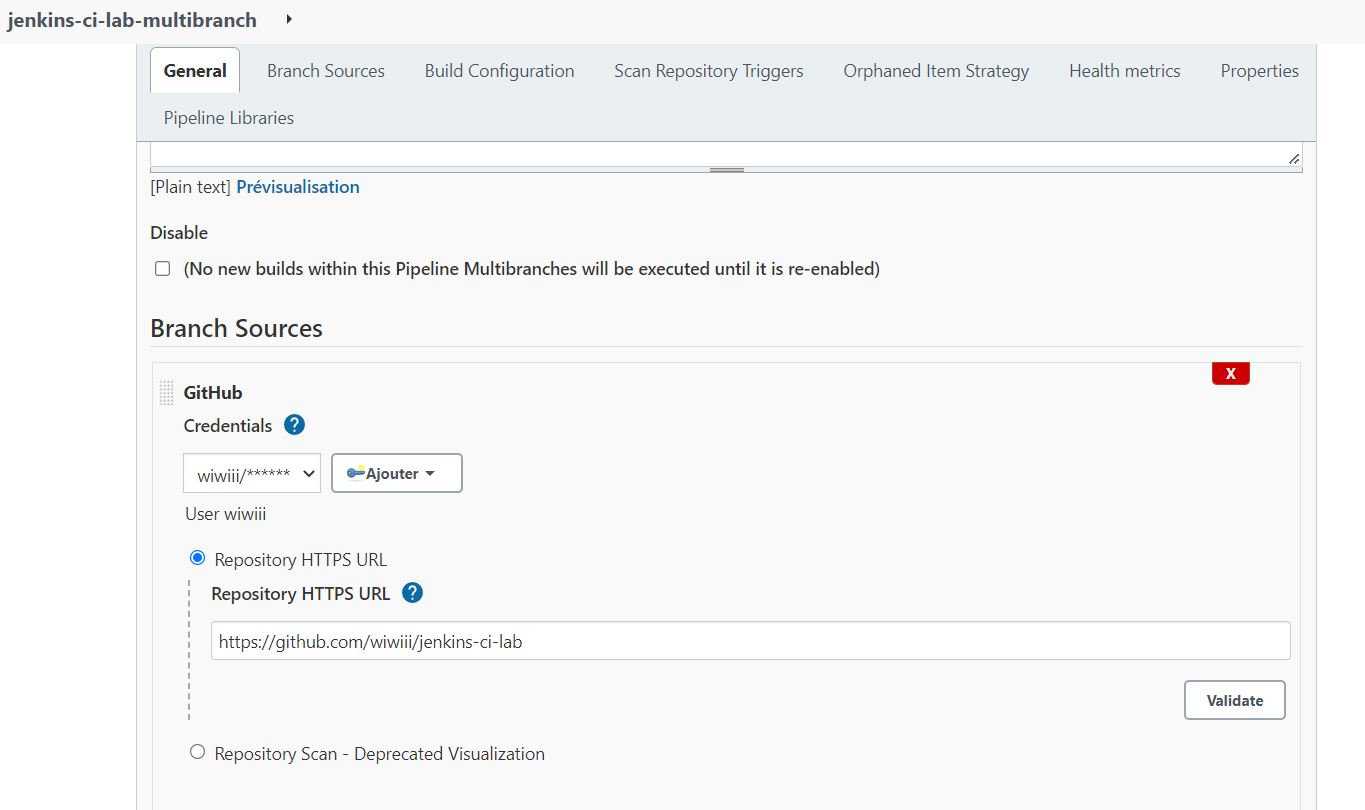 jenkins-ci-lab-multibranch
General Branch Sources Build Configuration Scan Repository Triggers Orphaned Item Strategy Health metrics Properties
Pipeline Libraries
[Plain text] Prévisualisation
Disable
(No new builds within this Pipeline Multibranches will be executed until it is re-enabled)
Branch Sources
X
GitHub
Credentials ?
wiwiii/****** Ajouter
User wiwiii
Repository HTTPS URL
Repository HTTPS URL ?
https://github.com/wiwiii/jenkins-ci-lab
Validate
Repository Scan - Deprecated Visualization